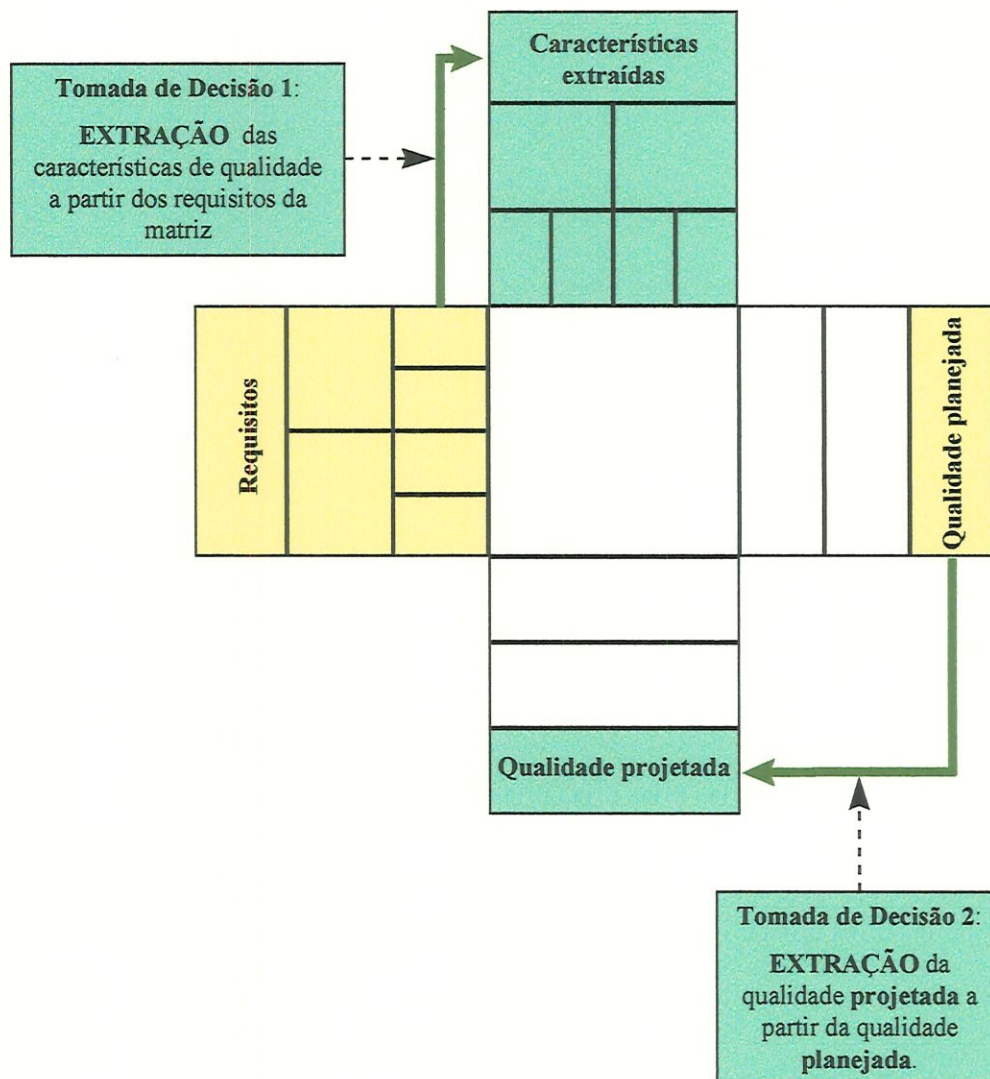 Características
extraídas
Tomada de Decisão 1:
EXTRAÇÃO das
características de qualidade
a partir dos requisitos da
matriz
Requisitos
Qualidade planejada
Qualidade projetada
Tomada de Decisão 2:
EXTRAÇÃO da
qualidade projetada a
partir da qualidade
planejada.